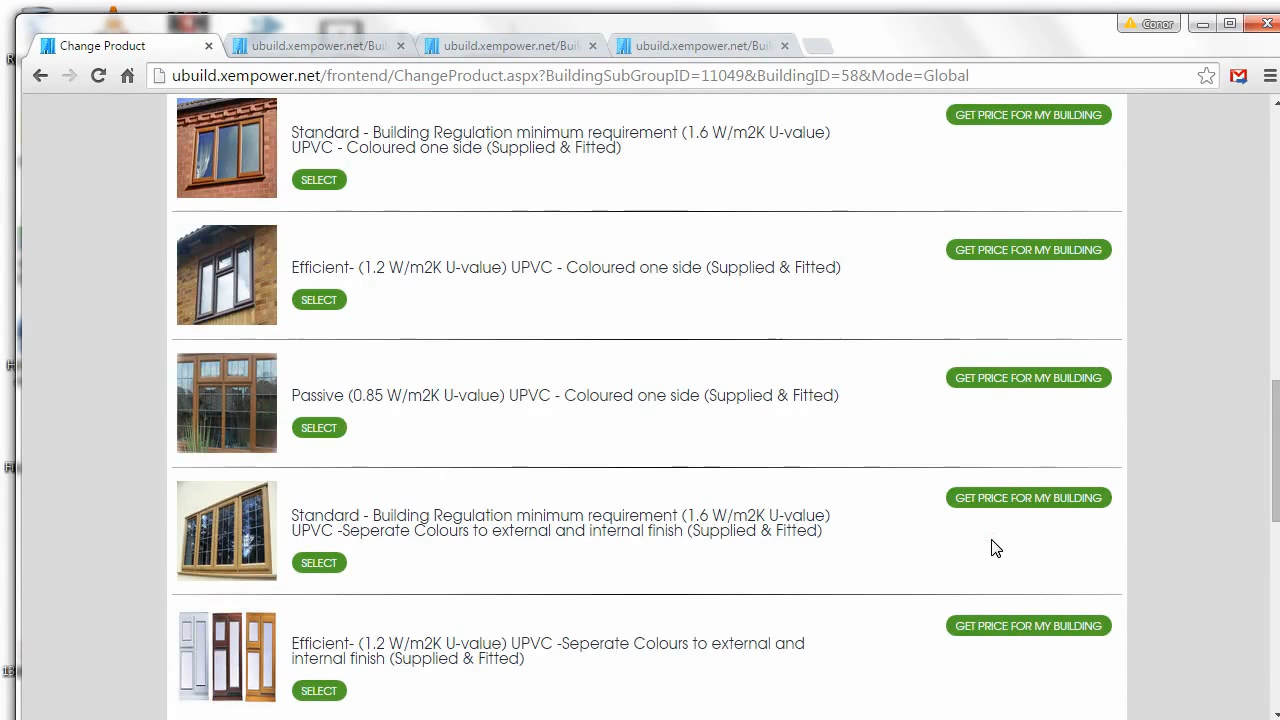 Conor
Change Product
ubuild.xempower.net/Buil
ubuild.xempower.net/Buil
ubuild.xempower.net/Buil
ubuild.xempower.net/frontend/ChangeProduct.aspx?BuildingSubGroupID=11049&BuildingID=58&Mode=Global
GET PRICE FOR MY BUILDING
Standard - Building Regulation minimum requirement (1.6 W/m2K U-value)
UPVC - Coloured one side (Supplied & Fitted)
SELECT
GET PRICE FOR MY BUILDING
Efficient- (1.2 W/m2K U-value) UPVC - Coloured one side (Supplied & Fitted)
SELECT
GET PRICE FOR MY BUILDING
Passive (0.85 W/m2K U-value) UPVC - Coloured one side (Supplied & Fitted)
SELECT
GET PRICE FOR MY BUILDING
Standard - Building Regulation minimum requirement (1.6 W/m2K U-value)
UPVC -Seperate Colours to external and internal finish (Supplied & Fitted)
SELECT
GET PRICE FOR MY BUILDING
Efficient- (1.2 W/m2K U-value) UPVC -Seperate Colours to external and
internal finish (Supplied & Fitted)
SELECT